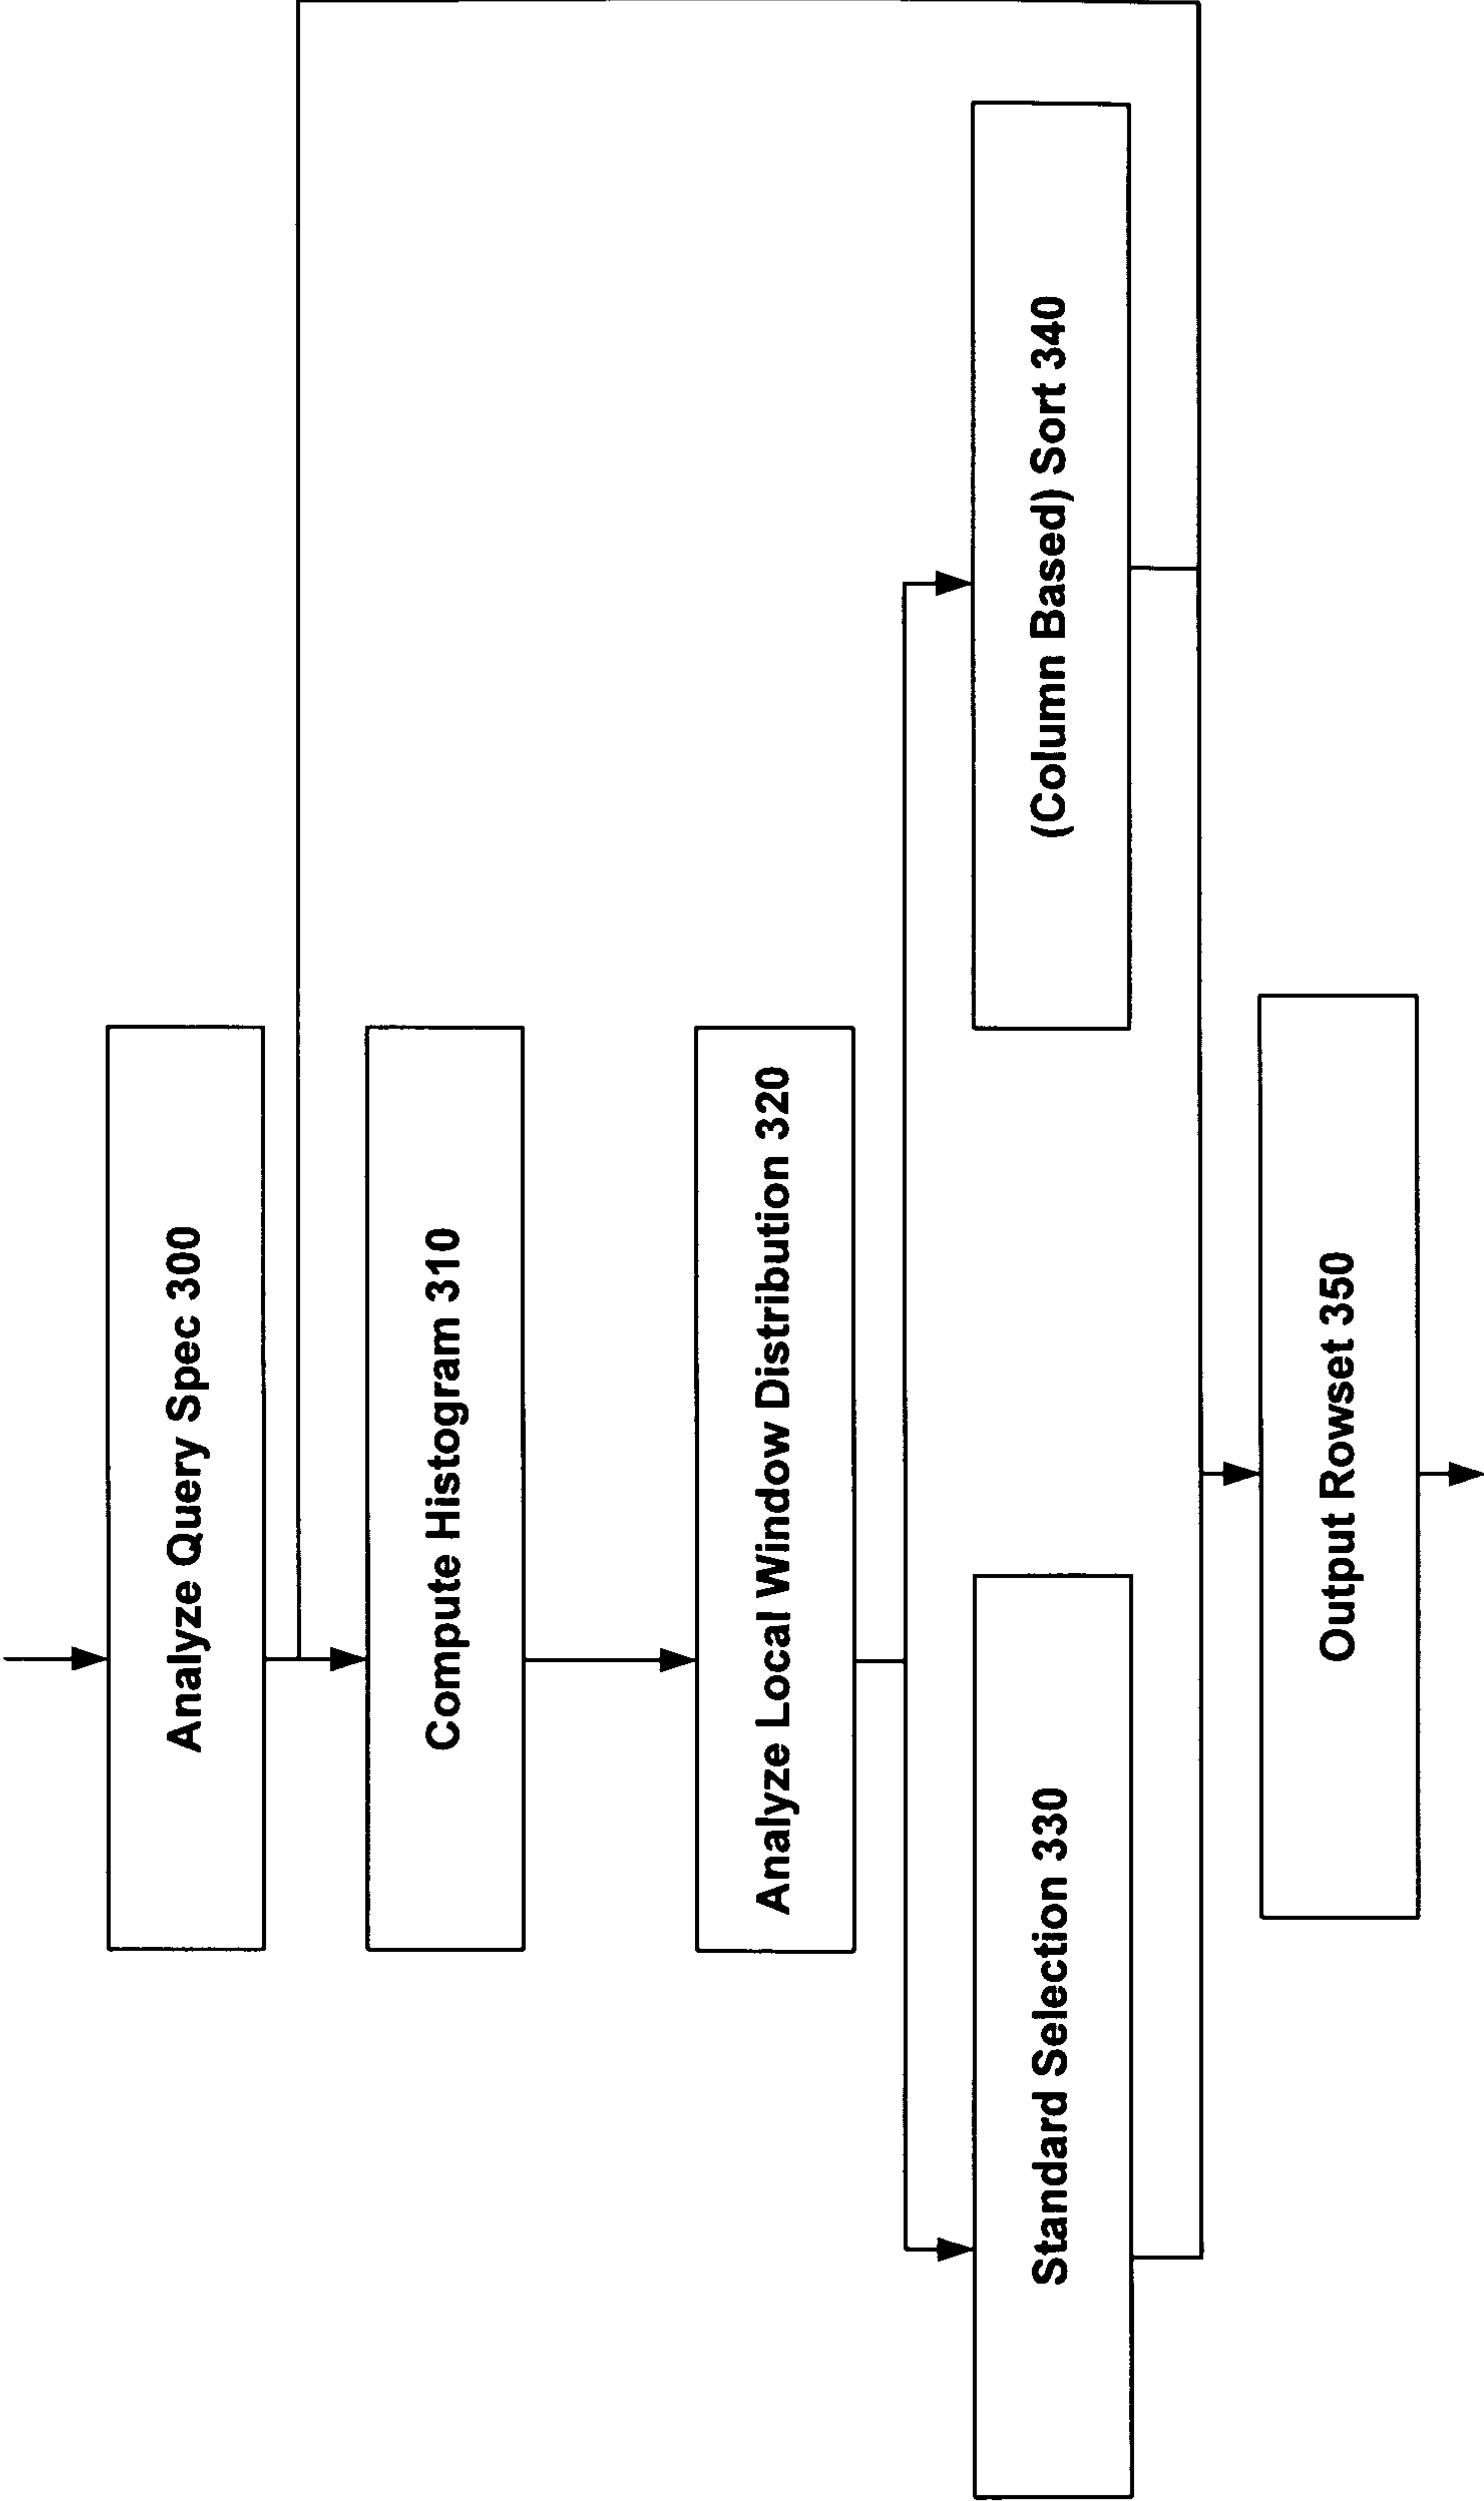 Analyze Query Spec 300
Compute Histogram 310
Analyze Local Window Distribution 320
Standard Selection 330
(Column Based) Sort 340
Output Rowset 350